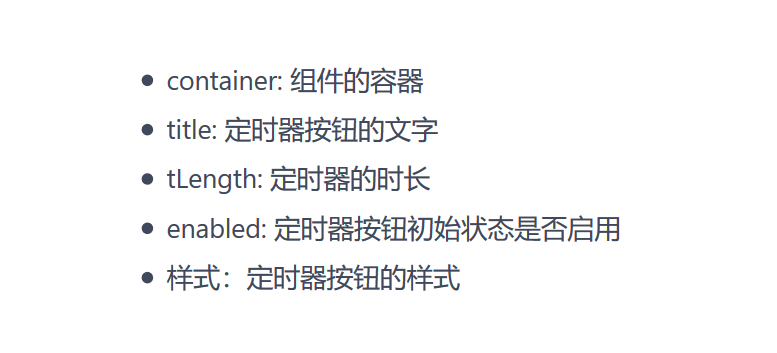 • container: 组件的容器
• title: 定时器按钮的文字
• tLength: 定时器的时长
• enabled: 定时器按钮初始状态是否启用
• 样式：定时器按钮的样式